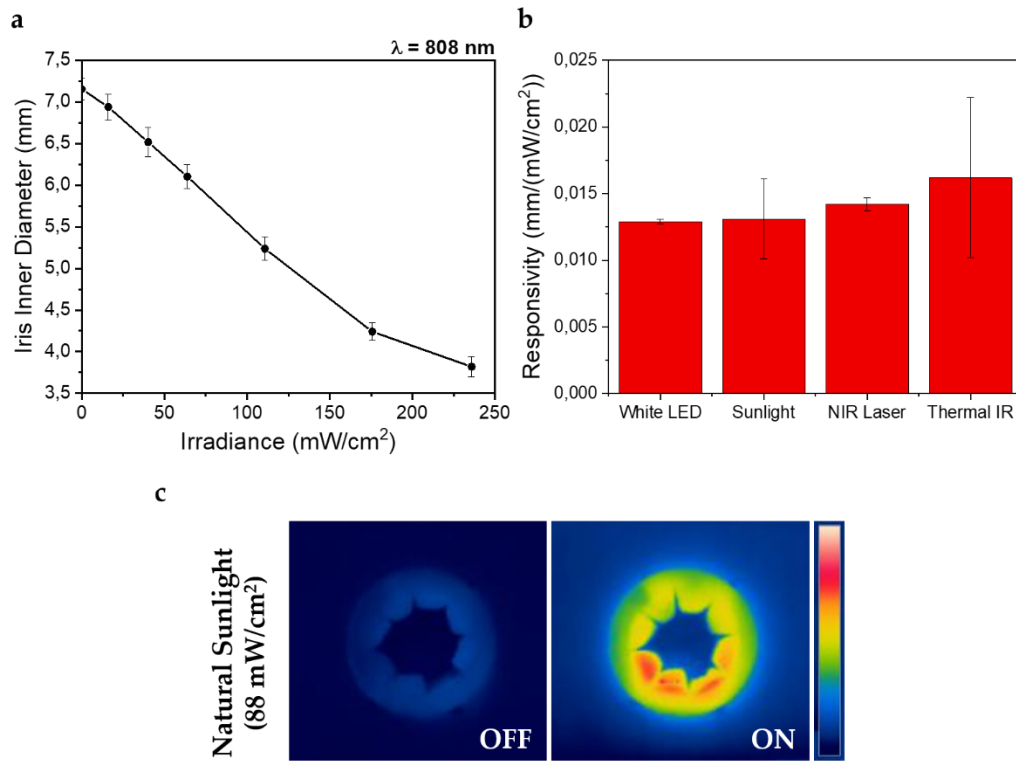 a
λ = 808 nm
7,5
7,0
6,5
6,0
5,5
5,0
4,5
4,0
3,5
Iris Inner Diameter (mm)
0
50
100
150
200
250
Irradiance (mW/cm²)
b
0,025
0,020
0,015
0,010
0,005
0,000
Responsivity (mm/(mW/cm²))
White LED
Sunlight
NIR Laser
Thermal IR
c
Natural Sunlight
(88 mW/cm²)
OFF
ON